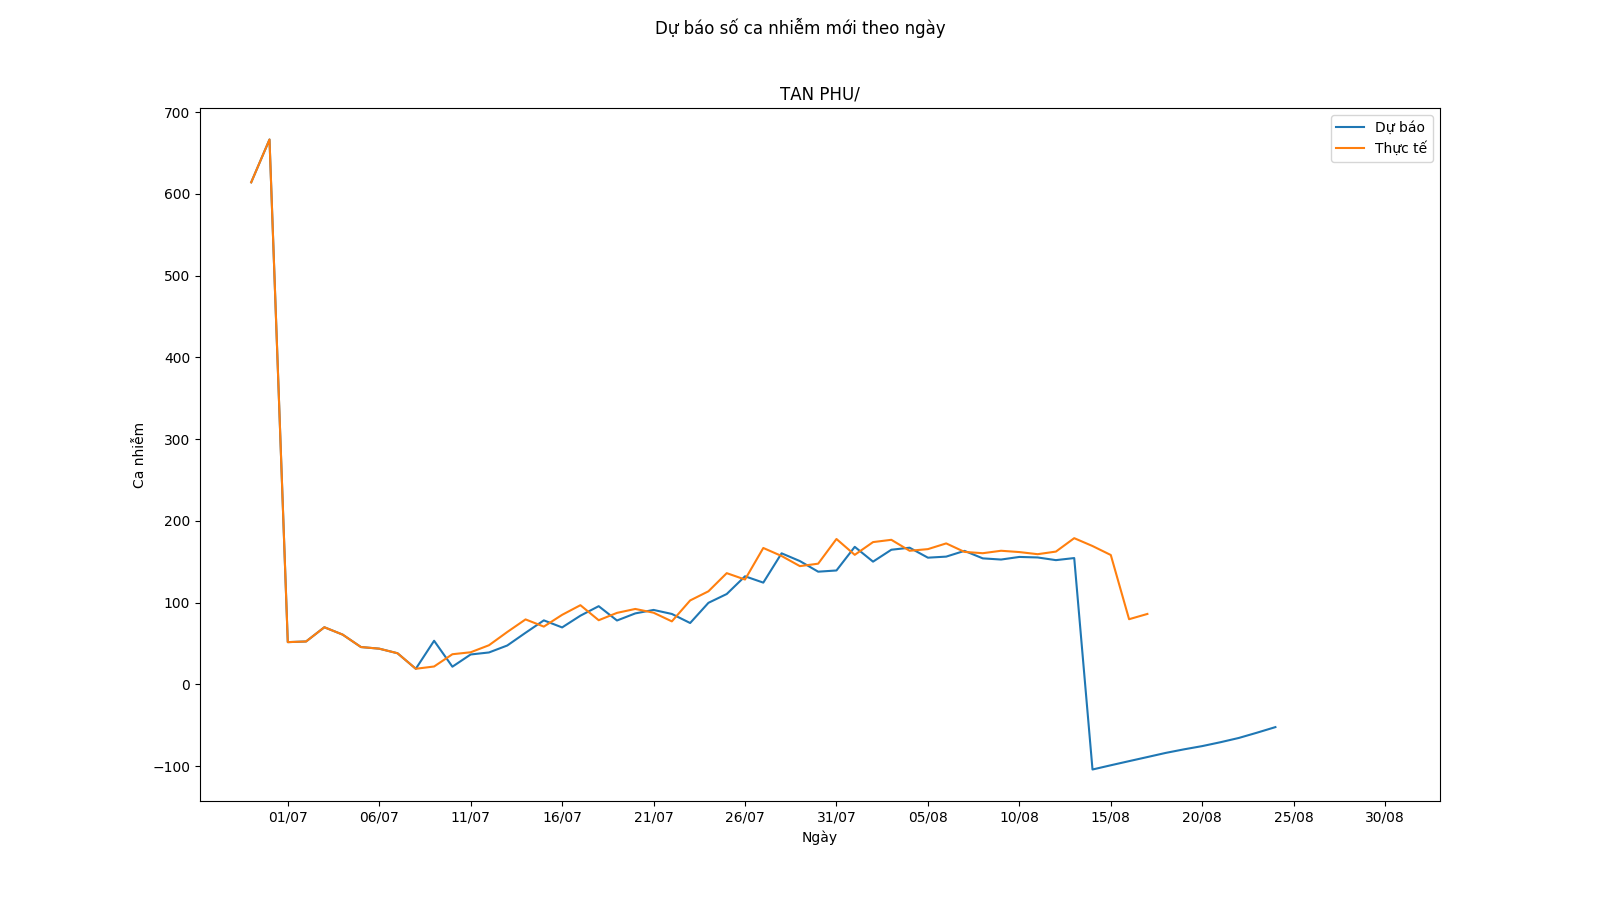 Dự báo số ca nhiễm mới theo ngày
TAN PHU/
700
600
500
400
300
200
100
0
−100
Ca nhiễm
Dự báo
Thực tế
01/07 06/07 11/07 16/07 21/07 26/07 31/07 05/08 10/08 15/08 20/08 25/08 30/08
Ngày